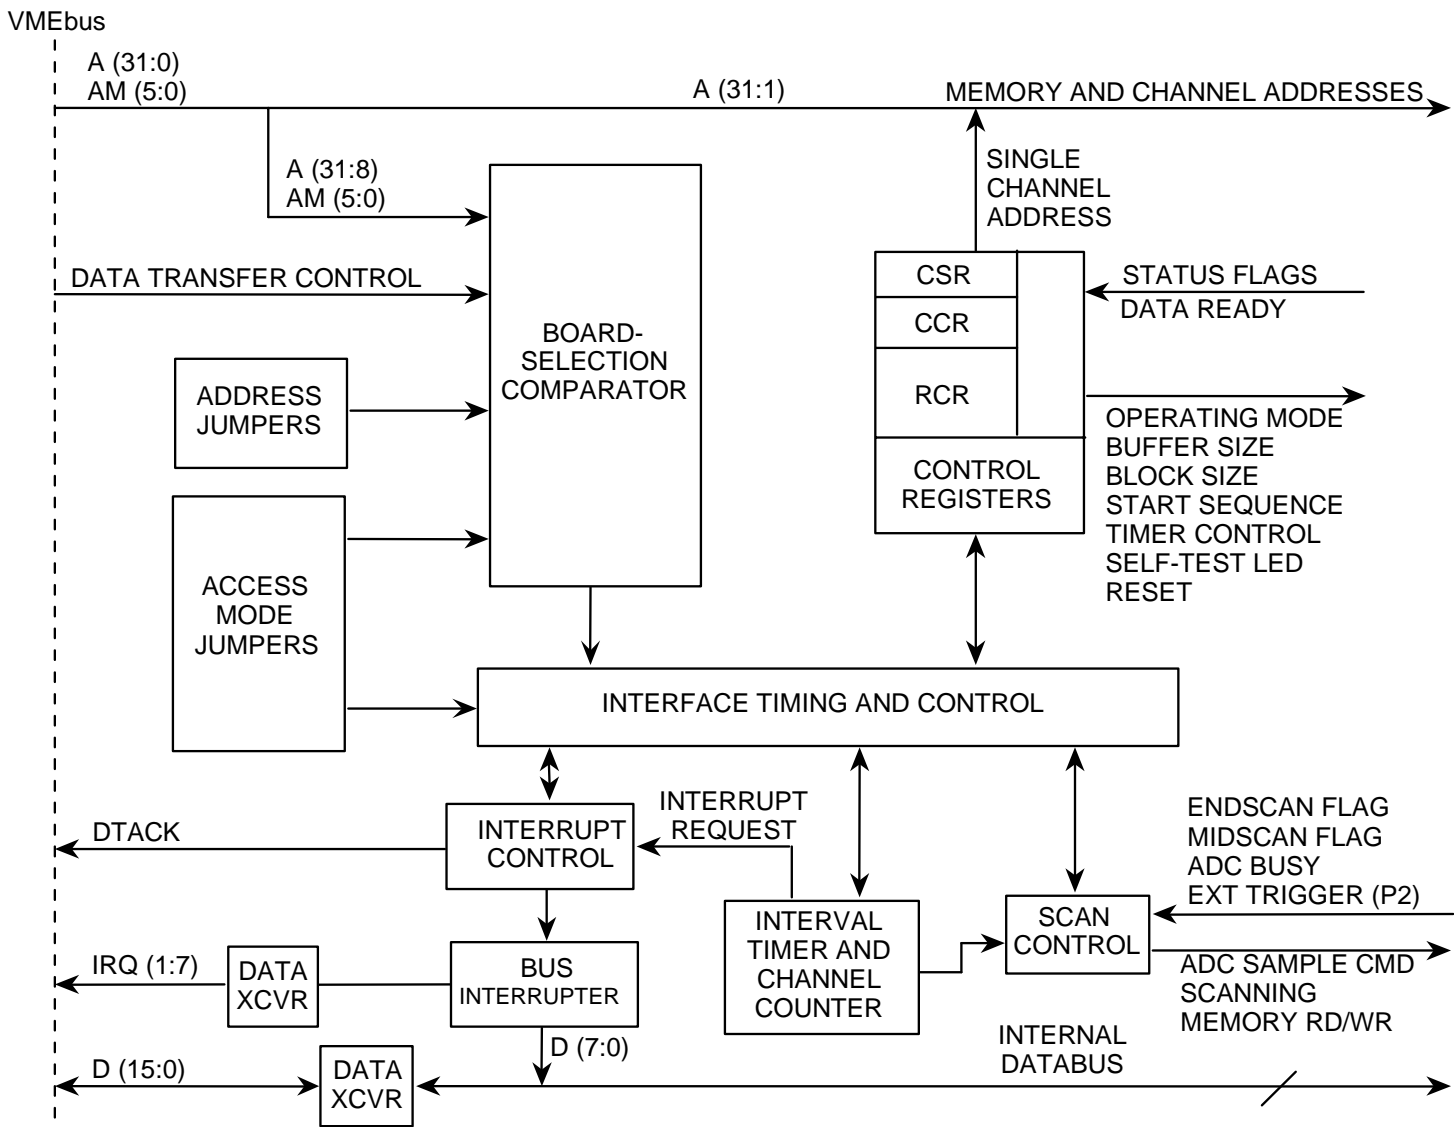 VMEbus
A (31:0)
AM (5:0)
A (31:1)
MEMORY AND CHANNEL ADDRESSES
A (31:8)
AM (5:0)
SINGLE
CHANNEL
ADDRESS
DATA TRANSFER CONTROL
BOARD-
SELECTION
COMPARATOR
CSR
CCR
RCR
CONTROL
REGISTERS
STATUS FLAGS
DATA READY
ADDRESS
JUMPERS
OPERATING MODE
BUFFER SIZE
BLOCK SIZE
START SEQUENCE
TIMER CONTROL
SELF-TEST LED
RESET
ACCESS
MODE
JUMPERS
INTERFACE TIMING AND CONTROL
DTACK
INTERRUPT
CONTROL
INTERRUPT
REQUEST
ENDSCAN FLAG
MIDSCAN FLAG
ADC BUSY
EXT TRIGGER (P2)
INTERVAL
TIMER AND
CHANNEL
COUNTER
SCAN
CONTROL
ADC SAMPLE CMD
SCANNING
MEMORY RD/WR
IRQ (1:7)
DATA
XCVR
BUS
INTERRUPTER
D (7:0)
D (15:0)
DATA
XCVR
INTERNAL
DATABUS